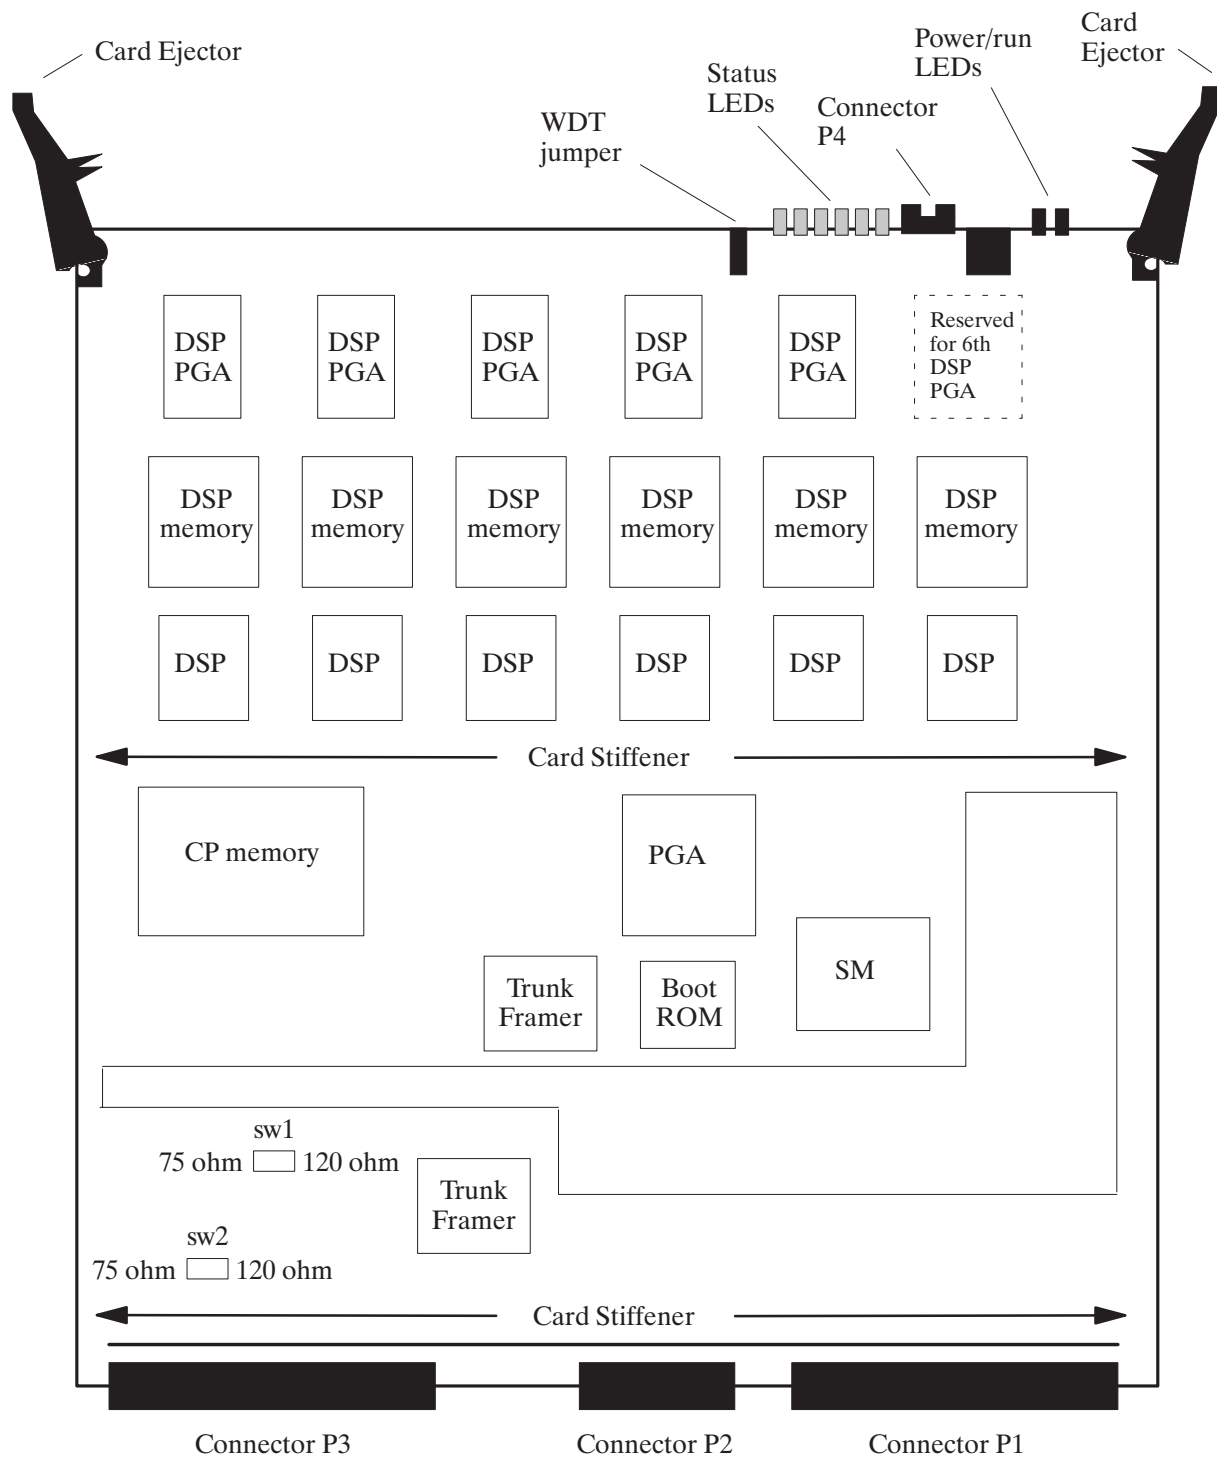 Card Ejector
Card
Ejector
Power/run
LEDs
Status
LEDs
Connector
P4
WDT
jumper
DSP
PGA
DSP
PGA
DSP
PGA
DSP
PGA
DSP
PGA
Reserved
for 6th
DSP
PGA
DSP
memory
DSP
memory
DSP
memory
DSP
memory
DSP
memory
DSP
memory
DSP
DSP
DSP
DSP
DSP
DSP
Card Stiffener
CP memory
PGA
SM
Trunk
Framer
Boot
ROM
sw1
75 ohm 120 ohm
Trunk
Framer
sw2
75 ohm 120 ohm
Card Stiffener
Connector P3
Connector P2
Connector P1